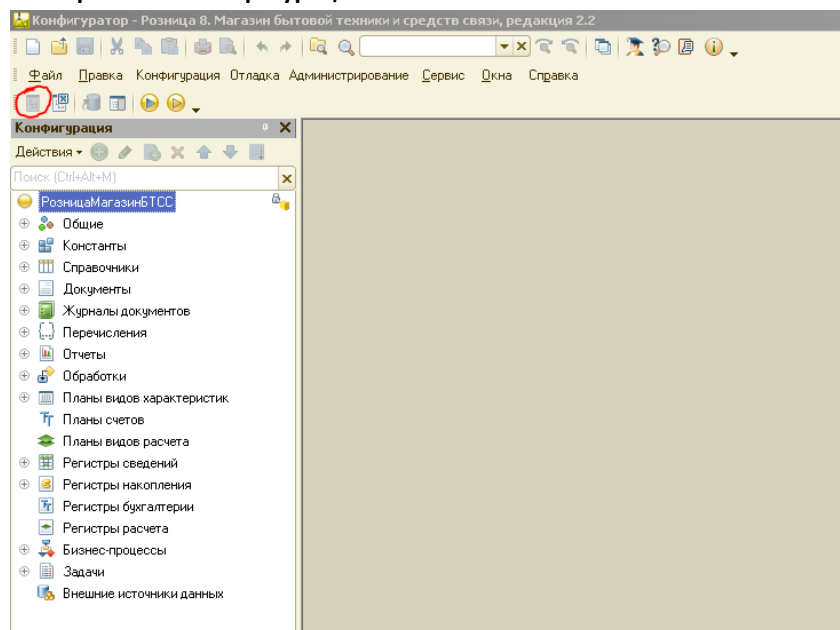 Конфигуратор - Розница 8. Магазин бытовой техники и средств связи, редакция 2.2
Файл Правка Конфигурация Отладка Администрирование Сервис Окна Справка
Конфигурация
Действия
Поиск (Ctrl+Alt+M)
РозницаМагазинБТСС
Общие
Константы
Справочники
Документы
Журналы документов
Перечисления
Отчеты
Обработки
Планы видов характеристик
Планы счетов
Планы видов расчета
Регистры сведений
Регистры накопления
Регистры бухгалтерии
Регистры расчета
Бизнес-процессы
Задачи
Внешние источники данных